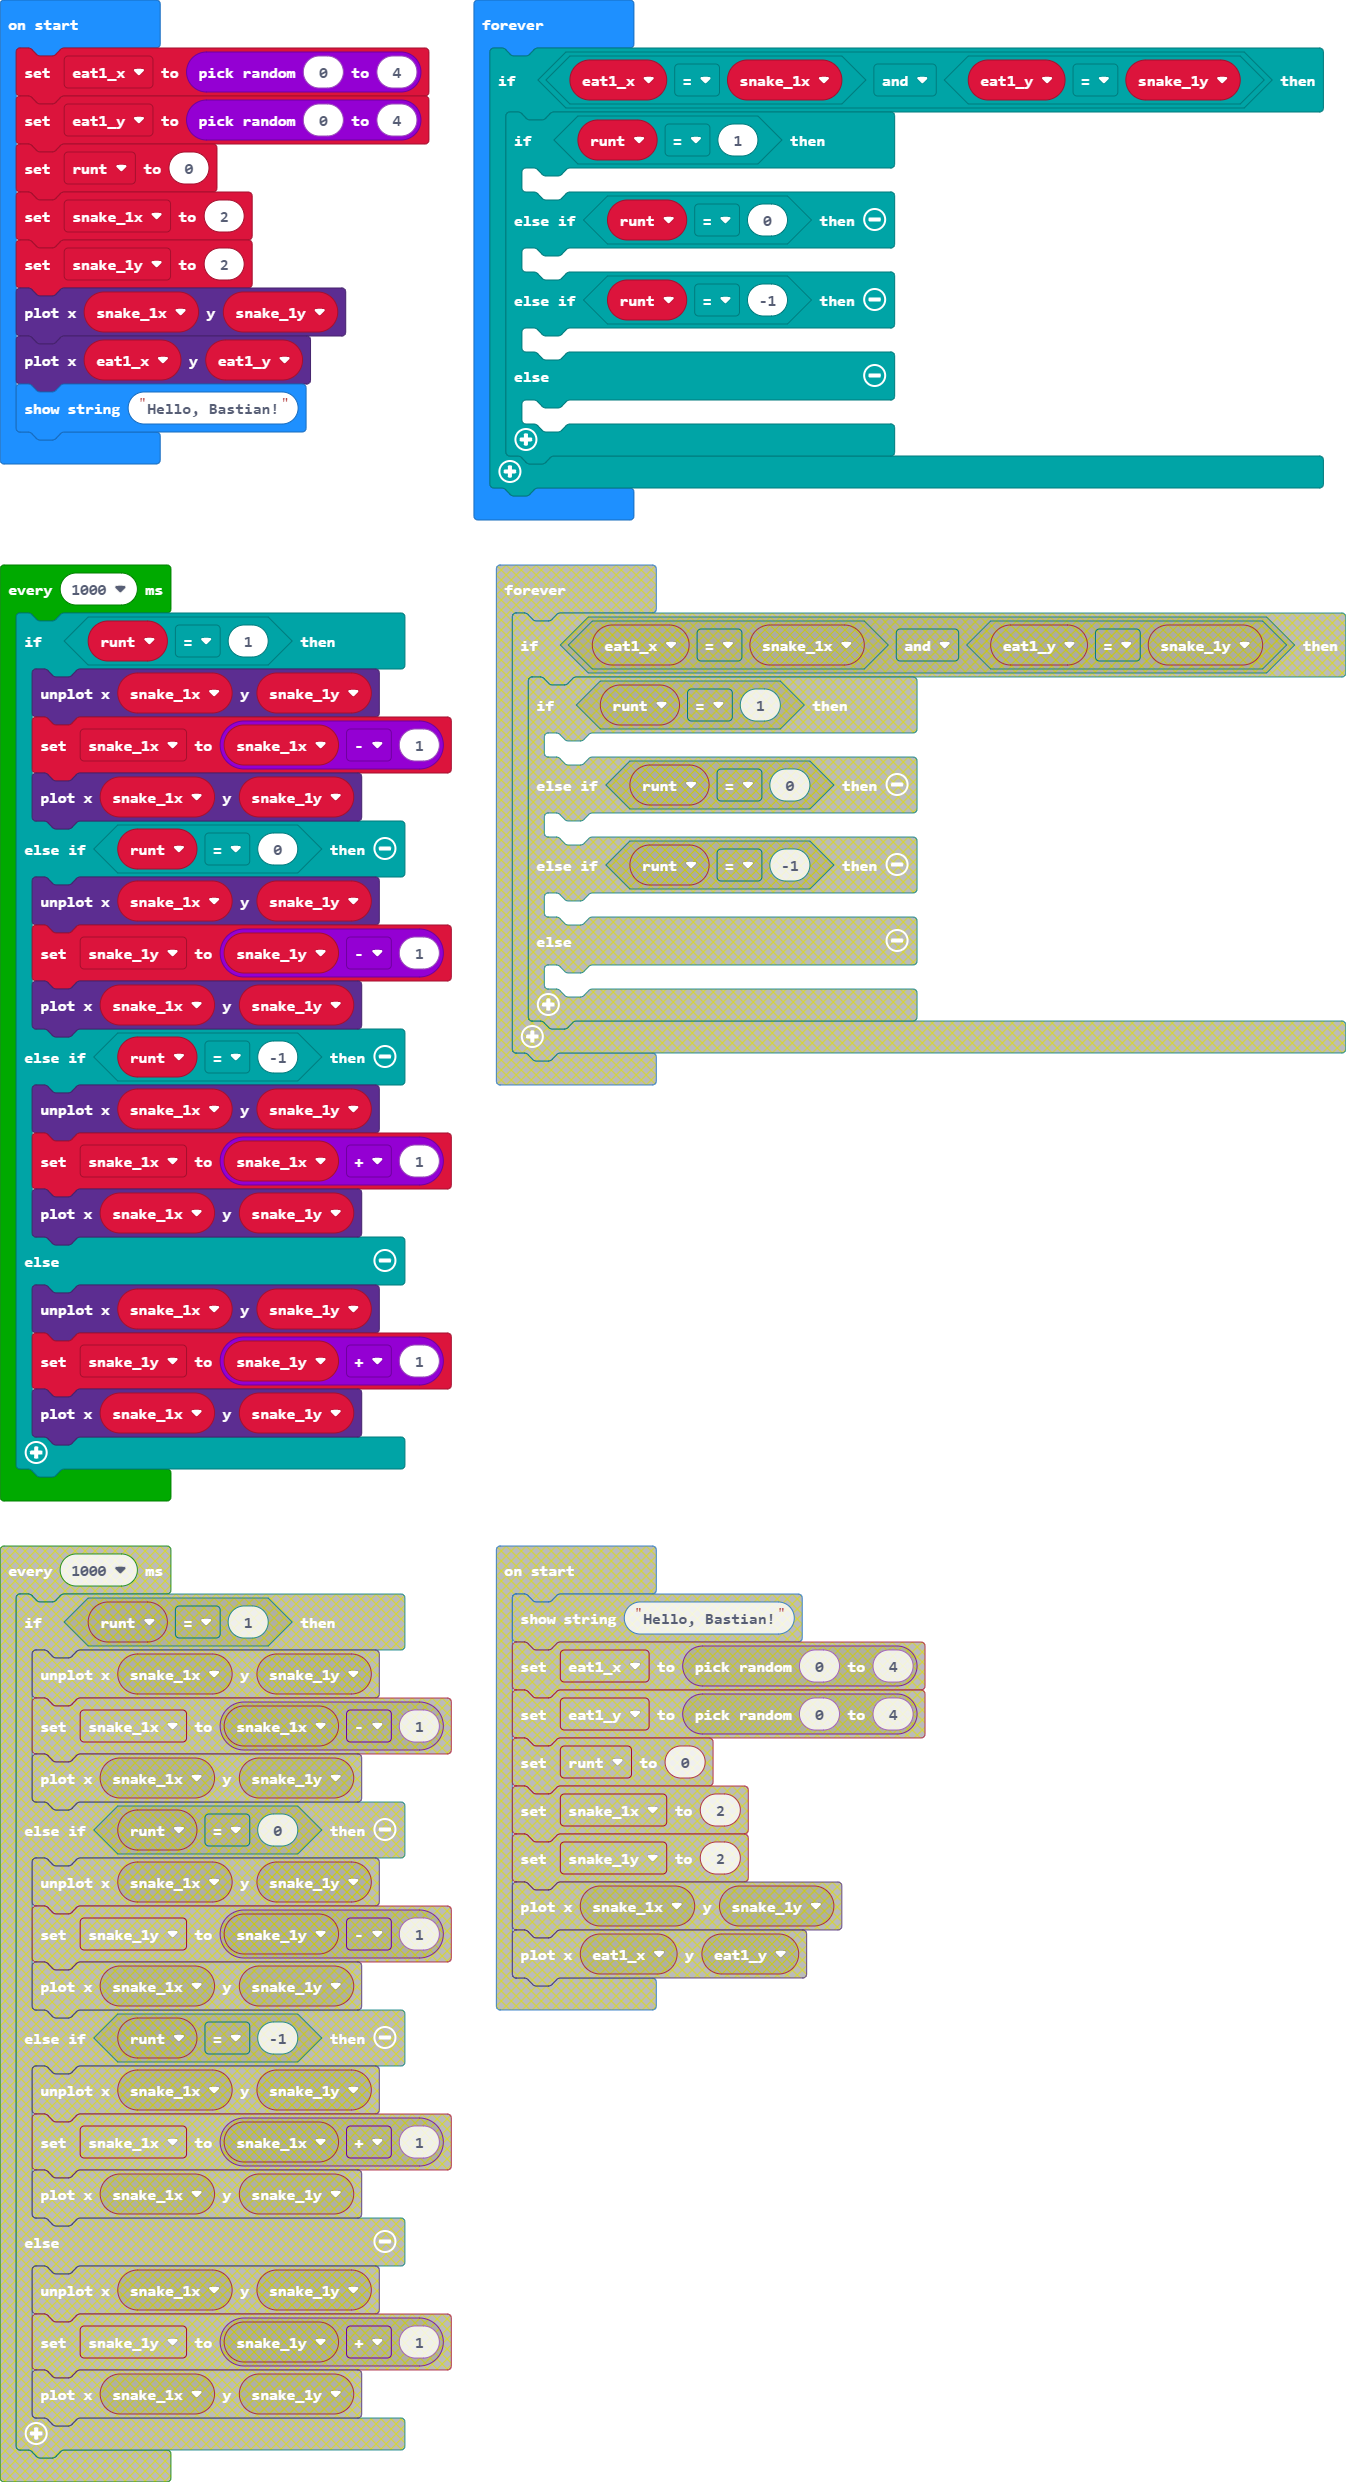 on start
set eat1_x to pick random 0 to 4
set eat1_y to pick random 0 to 4
set runt to 0
set snake_1x to 2
set snake_1y to 2
plot x snake_1x y snake_1y
plot x eat1_x y eat1_y
show string "Hello, Bastian!"
forever
if eat1_x = snake_1x and eat1_y = snake_1y then
if runt = 1 then
else if runt = 0 then
else if runt = -1 then
else
every 1000 ms
if runt = 1 then
unplot x snake_1x y snake_1y
set snake_1x to snake_1x - 1
plot x snake_1x y snake_1y
else if runt = 0 then
unplot x snake_1x y snake_1y
set snake_1y to snake_1y - 1
plot x snake_1x y snake_1y
else if runt = -1 then
unplot x snake_1x y snake_1y
set snake_1x to snake_1x + 1
plot x snake_1x y snake_1y
else
unplot x snake_1x y snake_1y
set snake_1y to snake_1y + 1
plot x snake_1x y snake_1y
forever
if eat1_x = snake_1x and eat1_y = snake_1y then
if runt = 1 then
else if runt = 0 then
else if runt = -1 then
else
every 1000 ms
if runt = 1 then
unplot x snake_1x y snake_1y
set snake_1x to snake_1x - 1
plot x snake_1x y snake_1y
else if runt = 0 then
unplot x snake_1x y snake_1y
set snake_1y to snake_1y - 1
plot x snake_1x y snake_1y
else if runt = -1 then
unplot x snake_1x y snake_1y
set snake_1x to snake_1x + 1
plot x snake_1x y snake_1y
else
unplot x snake_1x y snake_1y
set snake_1y to snake_1y + 1
plot x snake_1x y snake_1y
on start
show string "Hello, Bastian!"
set eat1_x to pick random 0 to 4
set eat1_y to pick random 0 to 4
set runt to 0
set snake_1x to 2
set snake_1y to 2
plot x snake_1x y snake_1y
plot x eat1_x y eat1_y